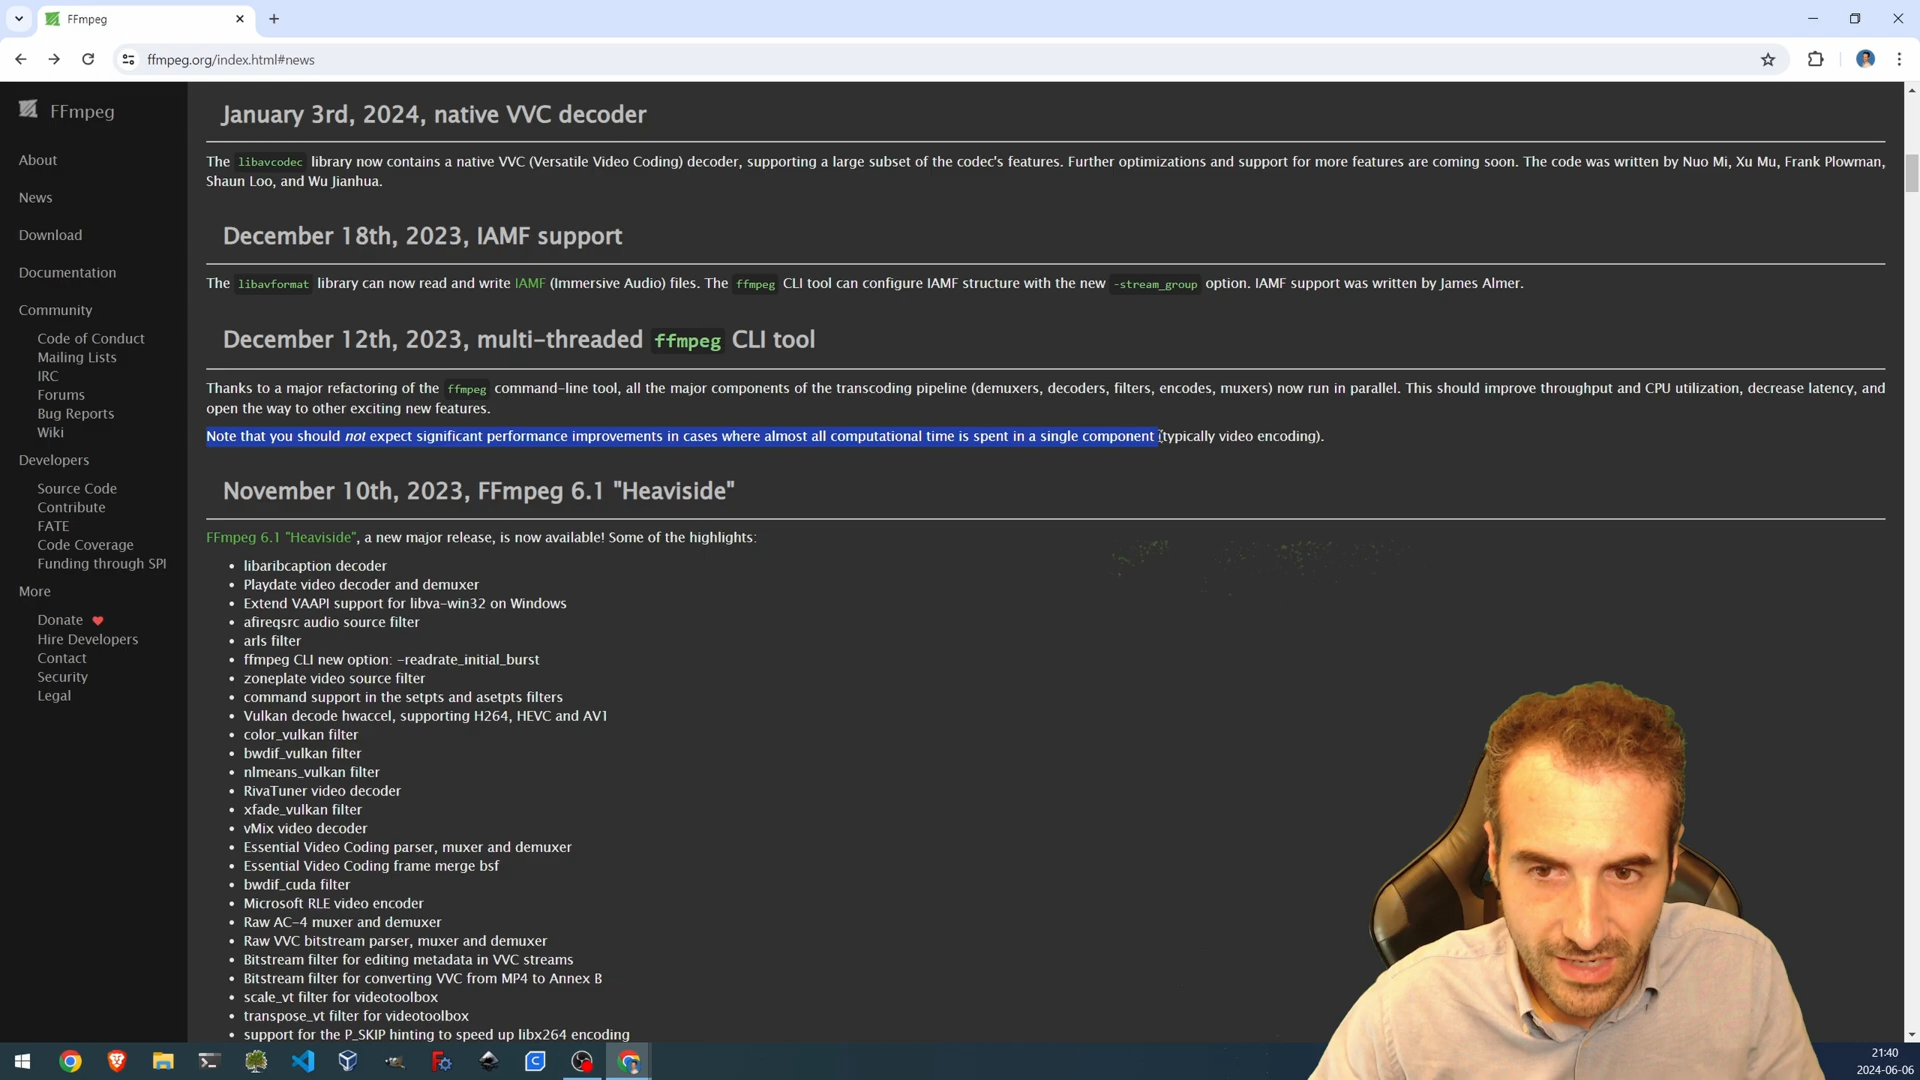 FFmpeg
ffmpeg.org/index.html#news
FFmpeg
About
News
Download
Documentation
Community
Code of Conduct
Mailing Lists
IRC
Forums
Bug Reports
Wiki
Developers
Source Code
Contribute
FATE
Code Coverage
Funding through SPI
More
Donate
Hire Developers
Contact
Security
Legal
January 3rd, 2024, native VVC decoder
The libavcodec library now contains a native VVC (Versatile Video Coding) decoder, supporting a large subset of the codec's features. Further optimizations and support for more features are coming soon. The code was written by Nuo Mi, Xu Mu, Frank Plowman,
Shaun Loo, and Wu Jianhua.
December 18th, 2023, IAMF support
The libavformat library can now read and write IAMF (Immersive Audio) files. The ffmpeg CLI tool can configure IAMF structure with the new -stream_group option. IAMF support was written by James Almer.
December 12th, 2023, multi-threaded ffmpeg CLI tool
Thanks to a major refactoring of the ffmpeg command-line tool, all the major components of the transcoding pipeline (demuxers, decoders, filters, encodes, muxers) now run in parallel. This should improve throughput and CPU utilization, decrease latency, and
open the way to other exciting new features.
Note that you should not expect significant performance improvements in cases where almost all computational time is spent in a single component (typically video encoding).
November 10th, 2023, FFmpeg 6.1 "Heaviside"
FFmpeg 6.1 "Heaviside", a new major release, is now available! Some of the highlights:
• libaribcaption decoder
• Playdate video decoder and demuxer
• Extend VAAPI support for libva-win32 on Windows
• afireqsrc audio source filter
• arls filter
• ffmpeg CLI new option: -readrate_initial_burst
• zoneplate video source filter
• command support in the setpts and asetpts filters
• Vulkan decode hwaccel, supporting H264, HEVC and AV1
• color_vulkan filter
• bwdif_vulkan filter
• nlmeans_vulkan filter
• RivaTuner video decoder
• xfade_vulkan filter
• vMix video decoder
• Essential Video Coding parser, muxer and demuxer
• Essential Video Coding frame merge bsf
• bwdif_cuda filter
• Microsoft RLE video encoder
• Raw AC-4 muxer and demuxer
• Raw VVC bitstream parser, muxer and demuxer
• Bitstream filter for editing metadata in VVC streams
• Bitstream filter for converting VVC from MP4 to Annex B
• scale_vt filter for videotoolbox
• transpose_vt filter for videotoolbox
• support for the P_SKIP hinting to speed up libx264 encoding
21:40
2024-06-06